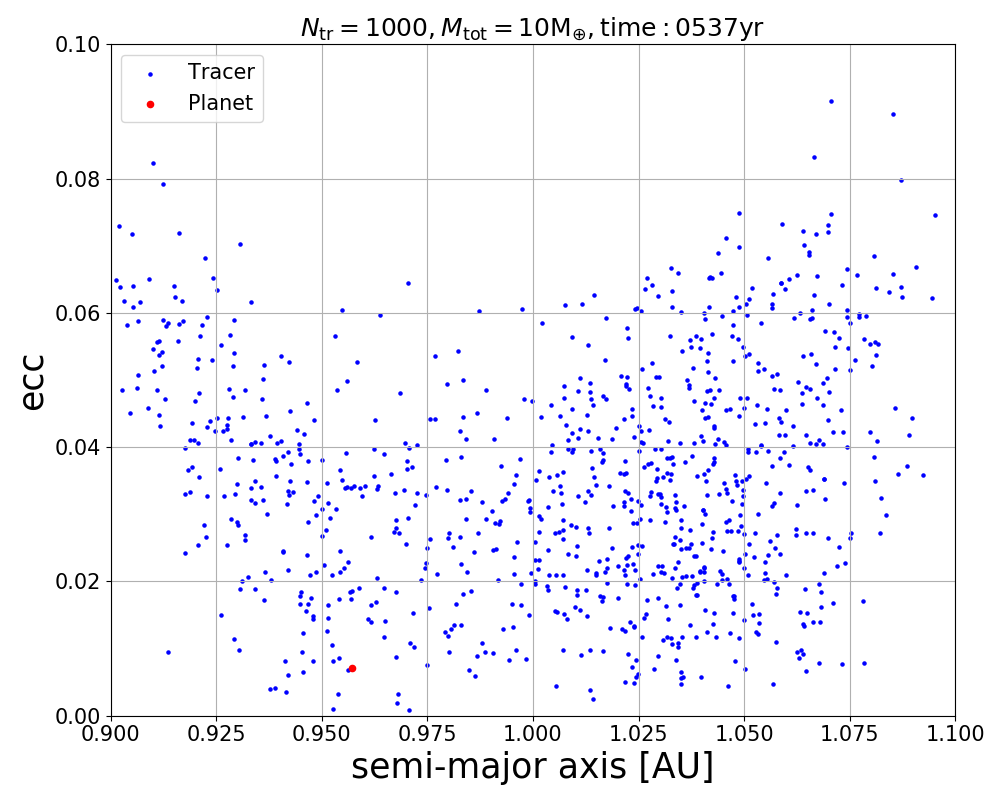 N_tr = 1000, M_tot = 10M_⊕, time : 0537yr
0.10
Tracer
Planet
0.08
0.06
ecc
0.04
0.02
0.00
0.900 0.925 0.950 0.975 1.000 1.025 1.050 1.075 1.100
semi-major axis [AU]